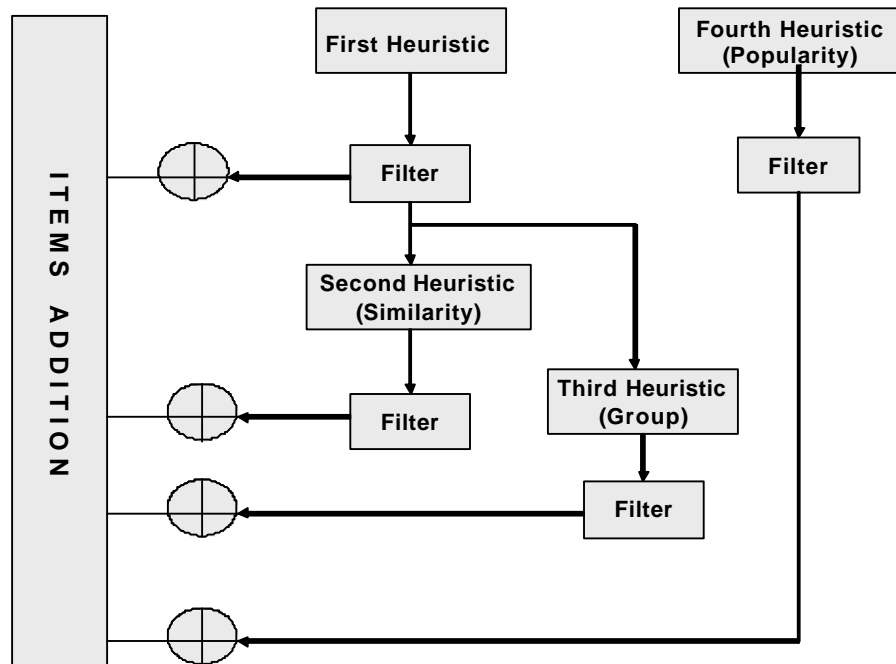 First Heuristic
Fourth Heuristic
(Popularity)
Filter
Filter
ITEMS ADDITION
Second Heuristic
(Similarity)
Third Heuristic
(Group)
Filter
Filter